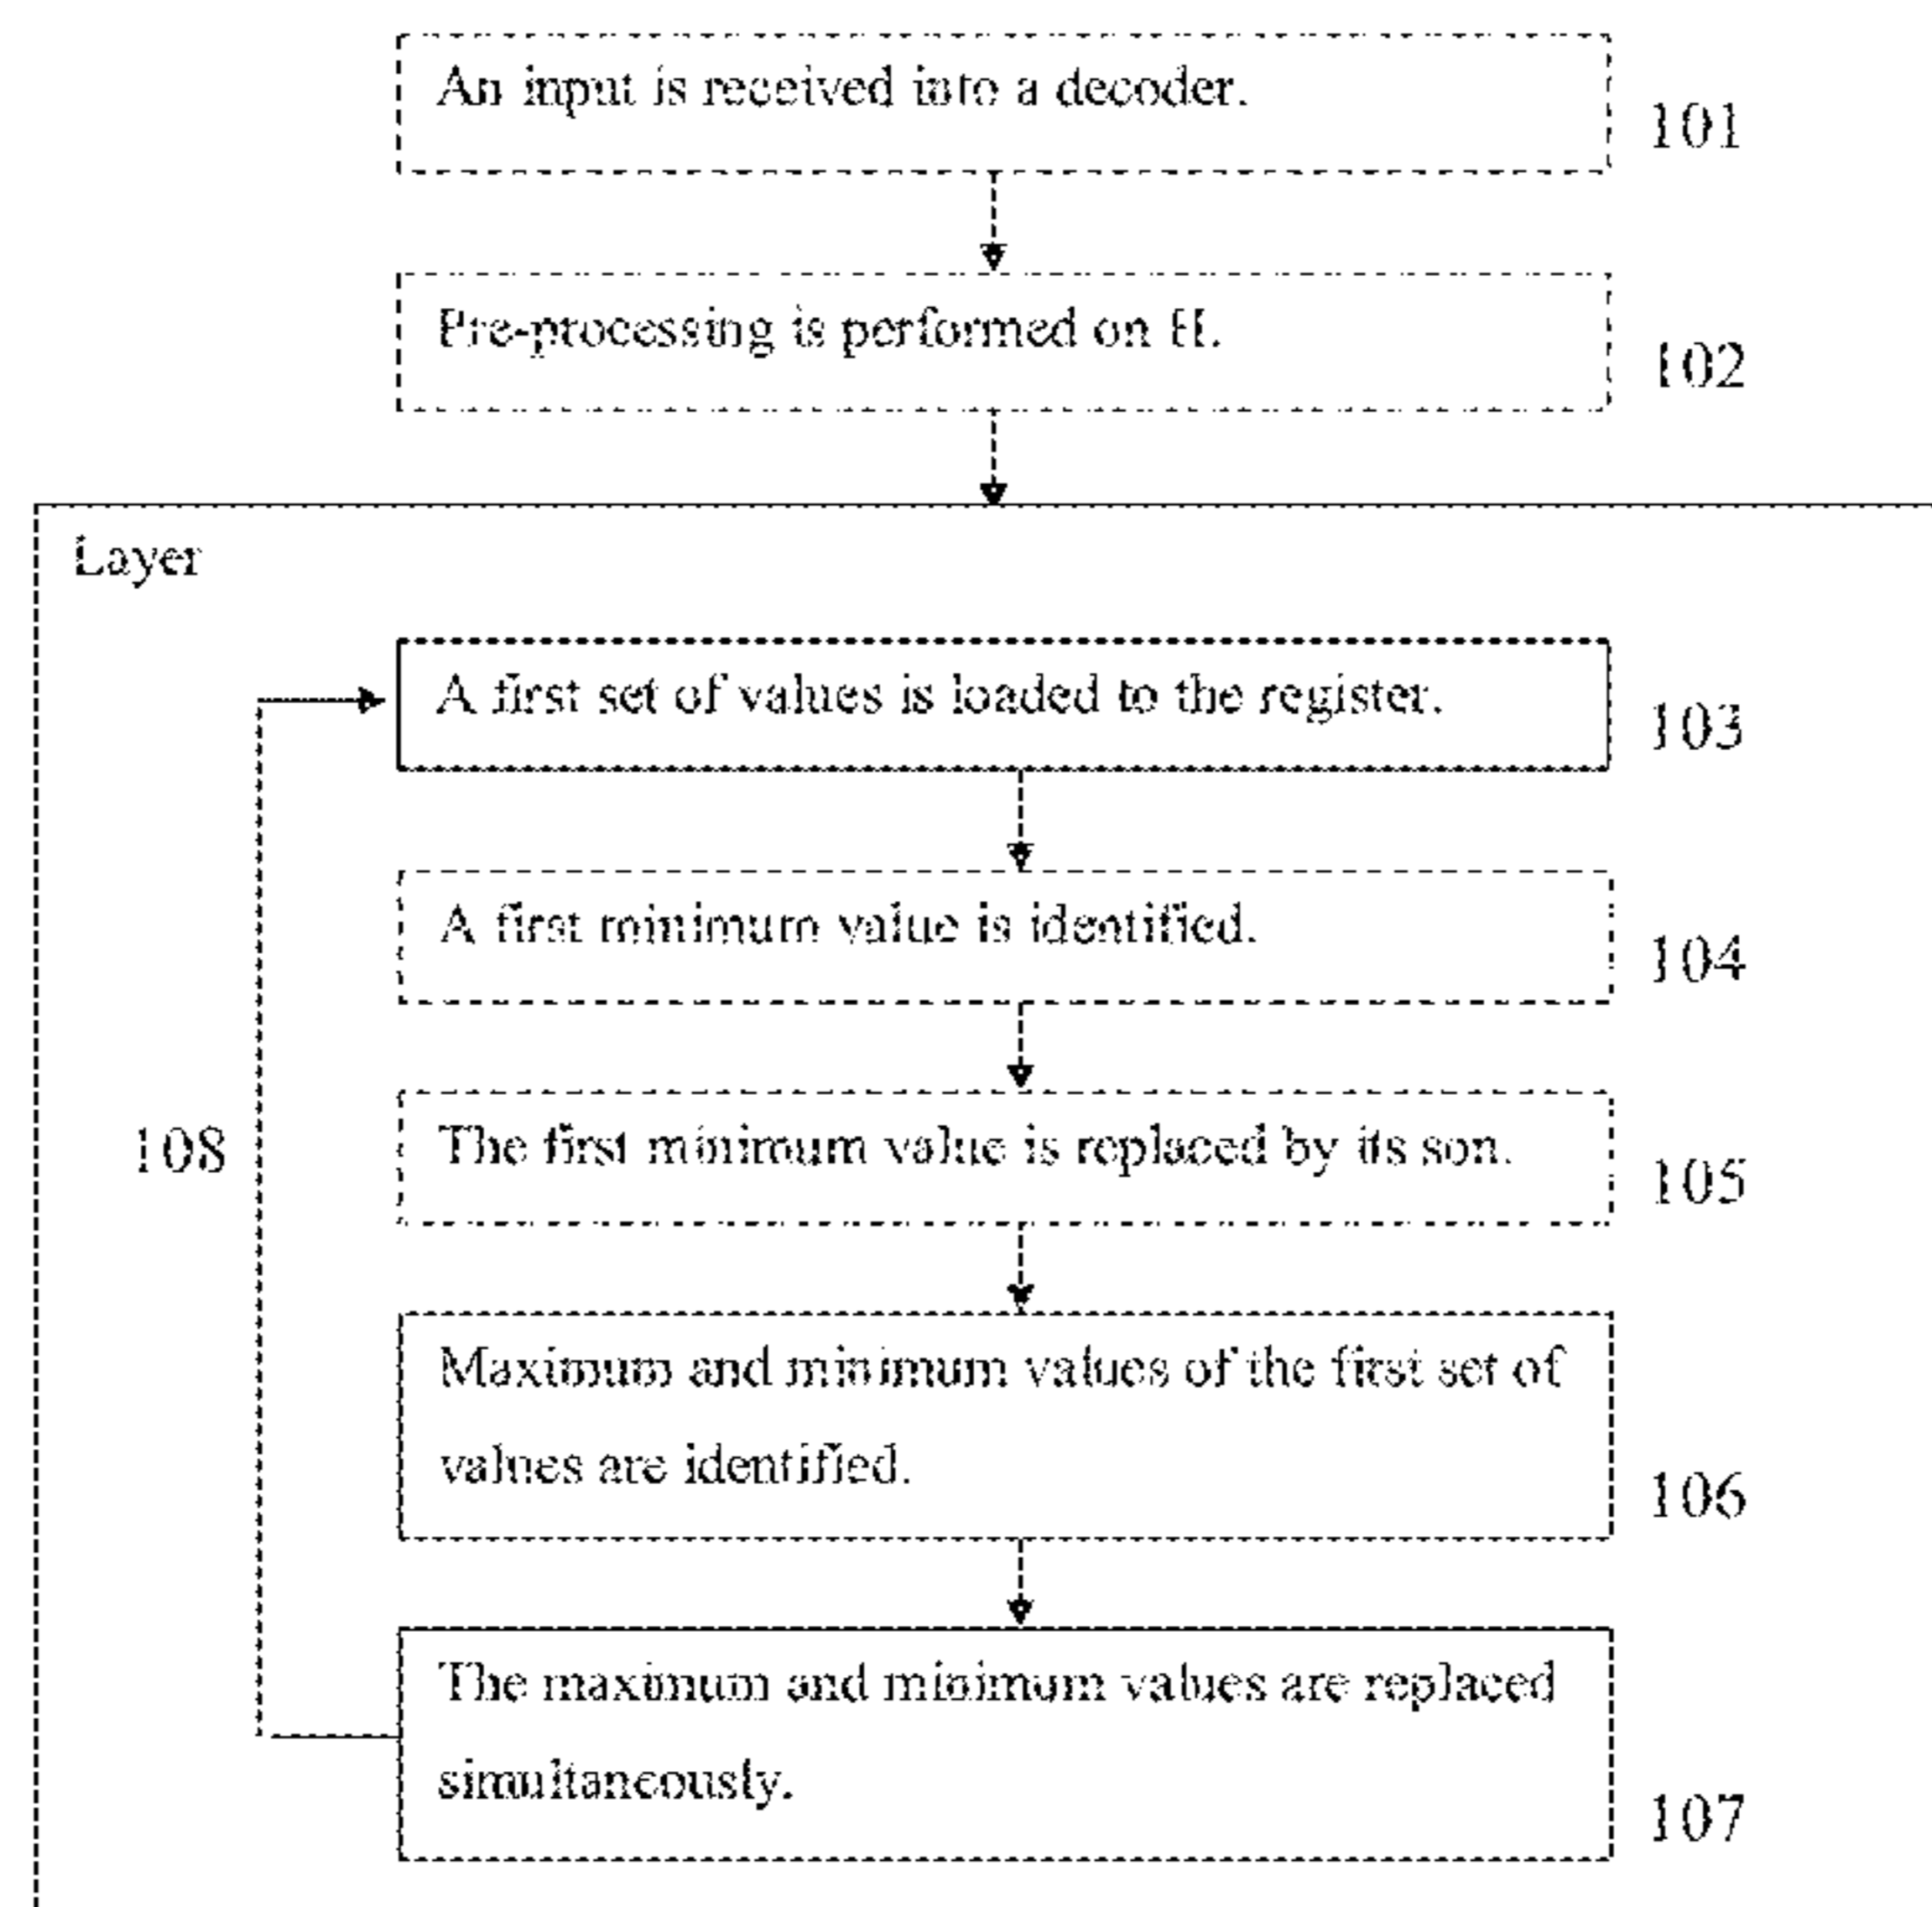 An input is received into a decoder.
101
Pre-processing is performed on H.
102
Layer
A first set of values is loaded to the register.
103
A first minimum value is identified.
104
The first minimum value is replaced by its son.
105
108
Maximum and minimum values of the first set of
values are identified.
106
The maximum and minimum values are replaced
simultaneously.
107